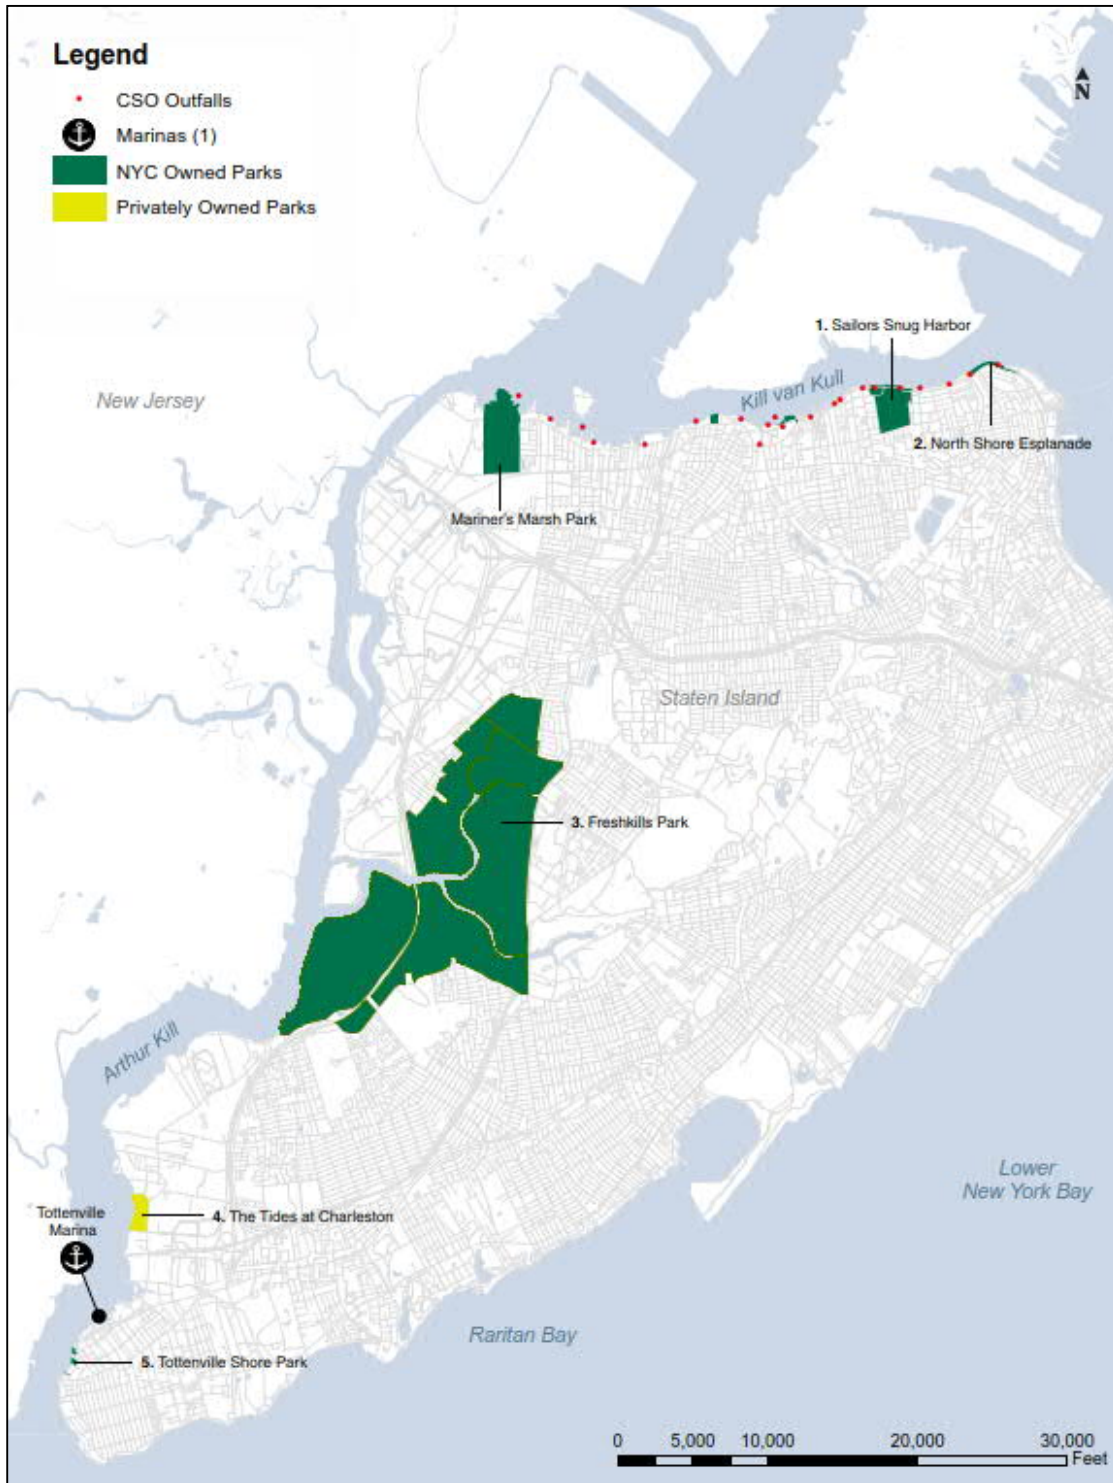 Legend
CSO Outfalls
Marinas (1)
NYC Owned Parks
Privately Owned Parks
N
1. Sailors Snug Harbor
New Jersey
Kill van Kull
2. North Shore Esplanade
Mariner's Marsh Park
Staten Island
3. Freshkills Park
Arthur Kill
Lower
New York Bay
Tottenville
Marina
4. The Tides at Charleston
Raritan Bay
5. Tottenville Shore Park
0 5,000 10,000 20,000 30,000
Feet